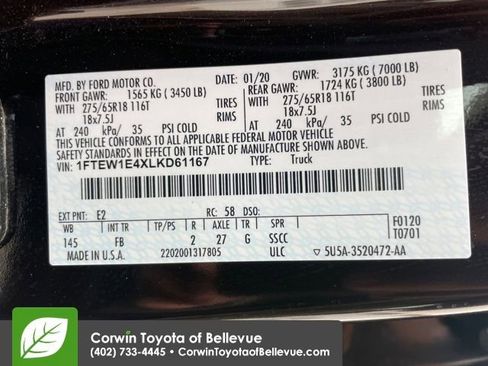 MFD. BY FORD MOTOR CO. 01/20 GVWR: 3175 KG ( 7000 LB)
FRONT GAWR: 1565 KG ( 3450 LB) REAR GAWR: 1724 KG ( 3800 LB)
WITH 275/65R18 116T TIRES WITH 275/65R18 116T TIRES
18x7.5J RIMS 18x7.5J RIMS
AT 240 kPa/ 35 PSI COLD AT 240 kPa/ 35 PSI COLD
THIS VEHICLE CONFORMS TO ALL APPLICABLE FEDERAL MOTOR VEHICLE
SAFETY AND THEFT PREVENTION STANDARDS IN EFFECT ON THE DATE OF MANUFACTURE SHOWN ABOVE.
VIN: 1FTEW1E4XLKD61167 TYPE: Truck
EXT PNT: E2 RC: 58 DSO: F0120
WB INT TR TP/PS R AXLE TR SPR T0701
145 FB 2 27 G SSCC
MADE IN U.S.A. 2202001317805 ULC ▽ 5U5A-3520472-AA
Corwin Toyota of Bellevue
(402) 733-4445 • CorwinToyotaofBellevue.com